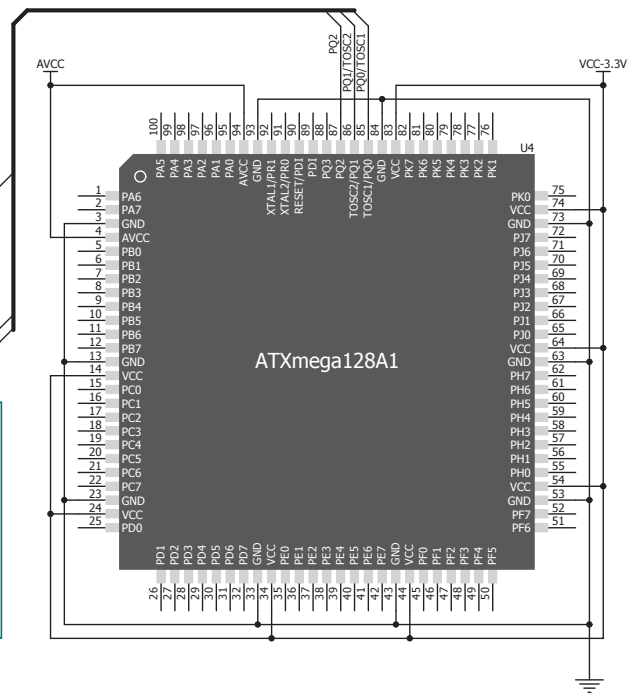 PQ2
PQ1/TOSC2
PQ0/TOSC1
AVCC
VCC-3.3V
100 PA5
99 PA4
98 PA3
97 PA2
96 PA1
95 PA0
94 AVCC
93 GND
92 XTAL1/PR1
91 XTAL2/PR0
90 RESET/PDI
89 PDI
88 PQ3
87 PQ2
86 TOSC2/PQ1
85 TOSC1/PQ0
84 GND
83 VCC
82 PK7
81 PK6
80 PK5
79 PK4
78 PK3
77 PK2
76 PK1
U4
1 PA6
2 PA7
3 GND
4 AVCC
5 PB0
6 PB1
7 PB2
8 PB3
9 PB4
10 PB5
11 PB6
12 PB7
13 GND
14 VCC
15 PC0
16 PC1
17 PC2
18 PC3
19 PC4
20 PC5
21 PC6
22 PC7
23 GND
24 VCC
25 PD0
ATXmega128A1
PK0 75
VCC 74
GND 73
PJ7 72
PJ6 71
PJ5 70
PJ4 69
PJ3 68
PJ2 67
PJ1 66
PJ0 65
VCC 64
GND 63
PH7 62
PH6 61
PH5 60
PH4 59
PH3 58
PH2 57
PH1 56
PH0 55
VCC 54
GND 53
PF7 52
PF6 51
PD1 26
PD2 27
PD3 28
PD4 29
PD5 30
PD6 31
PD7 32
GND 33
VCC 34
PE0 35
PE1 36
PE2 37
PE3 38
PE4 39
PE5 40
PE6 41
PE7 42
GND 43
VCC 44
PF0 45
PF1 46
PF2 47
PF3 48
PF4 49
PF5 50